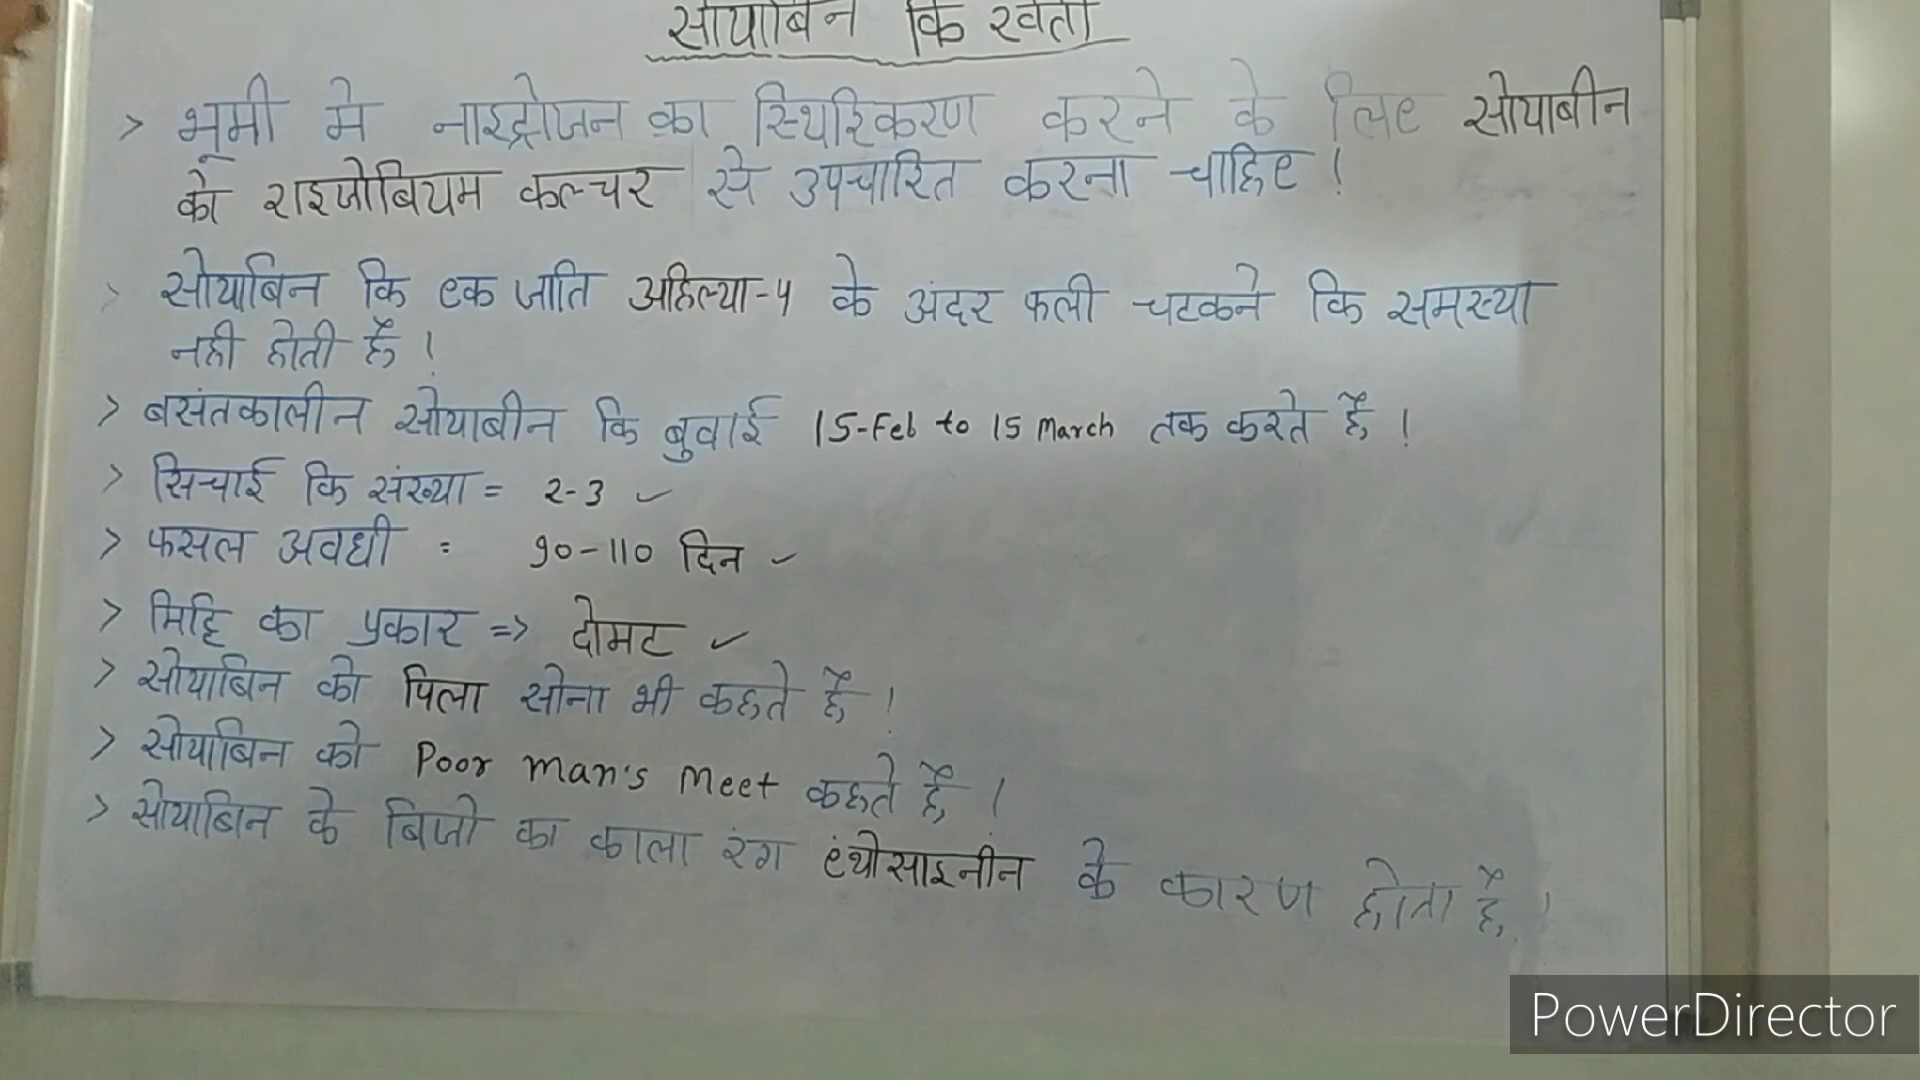 सोयाबिन कि खेती
> भूमी मे नाइट्रोजन का स्थिरिकरण करने के लिए सोयाबीन
को राइजोबियम कल्चर से उपचारित करना चाहिए !
> सोयाबिन कि एक जाति अहिल्या-4 के अंदर फली चटकने कि समस्या
नही होती है !
> बसंतकालीन सोयाबीन कि बुवाई 15-Feb to 15 March तक करते है !
> सिचाई कि संख्या = 2-3 ✓
> फसल अवधी = 90-110 दिन ✓
> मिट्टि का प्रकार => दोमट ✓
> सोयाबिन को पिला सोना भी कहते है !
> सोयाबिन को Poor man's meet कहते है !
> सोयाबिन के बिजो का काला रंग एंथोसाइनीन के कारण होता है !
PowerDirector